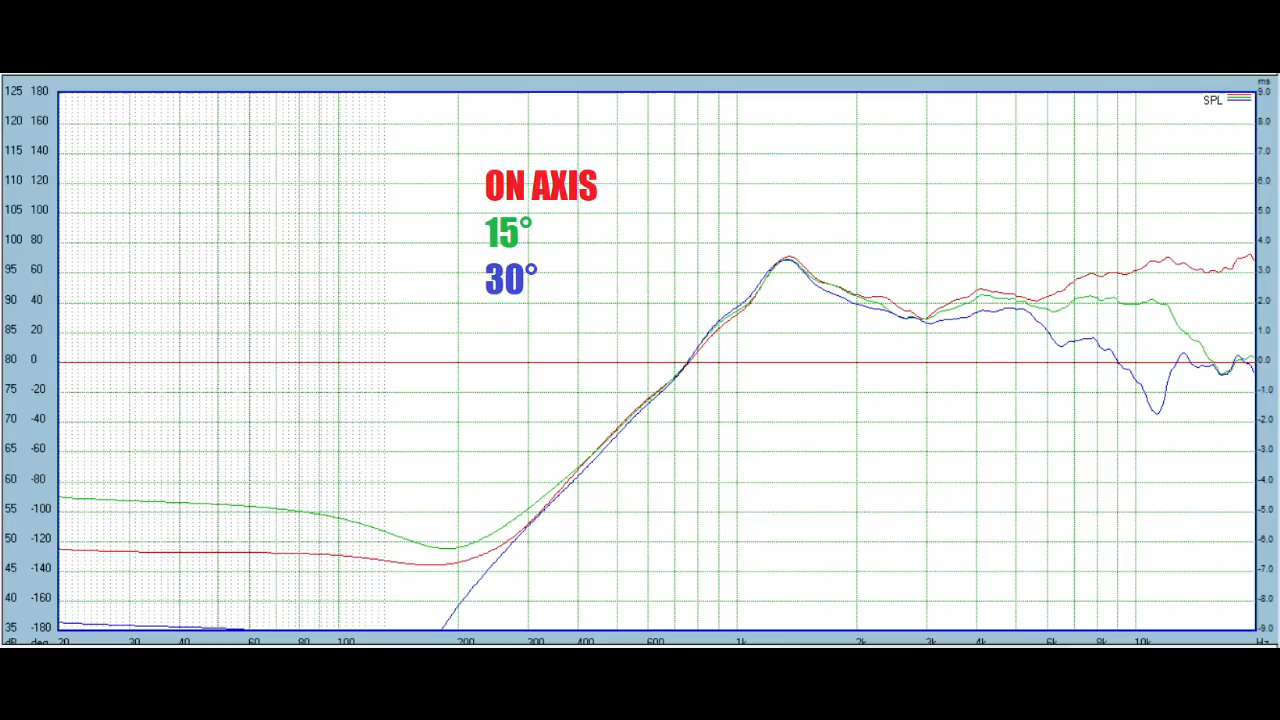 ms
125 180 9.0
SPL
120 160 8.0
115 140 7.0
110 120 6.0
ON AXIS
105 100 5.0
15°
100 80 4.0
95 60 3.0
30°
90 40 2.0
85 20 1.0
80 0 0.0
75 -20 -1.0
70 -40 -2.0
65 -60 -3.0
60 -80 -4.0
55 -100 -5.0
50 -120 -6.0
45 -140 -7.0
40 -160 -8.0
35 -180 -9.0
dB deg 20 30 40 60 80 100 200 300 400 600 1k 2k 3k 4k 6k 8k 10k Hz